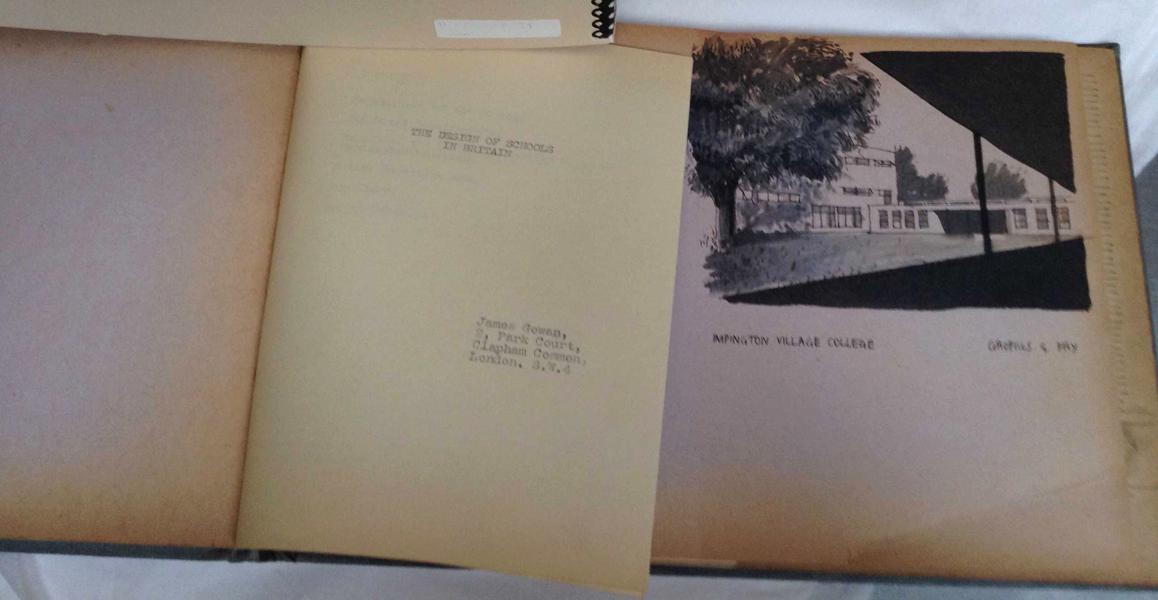 THE DESIGN OF SCHOOLS
IN BRITAIN
James Gowan,
2, Park Court,
Clapham Common,
London. S.W.4
IMPINGTON VILLAGE COLLEGE
GROPIUS & FRY